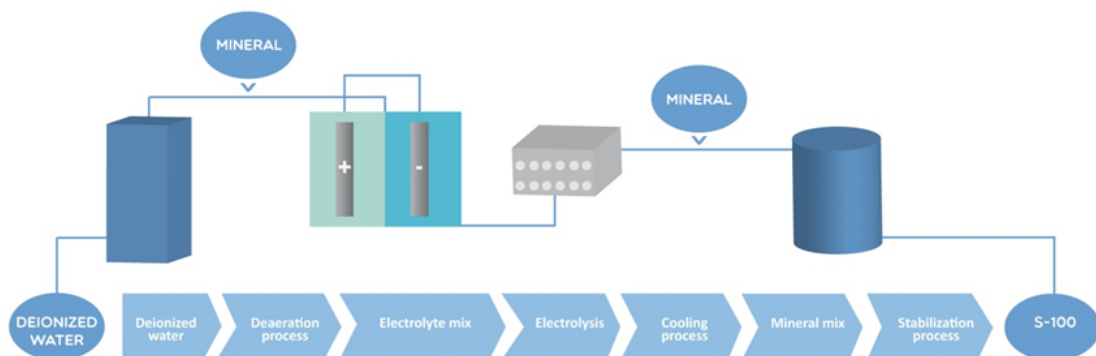 MINERAL
MINERAL
+
-
DEIONIZED
WATER
Deionized
water
Deaeration
process
Electrolyte mix
Electrolysis
Cooling
process
Mineral mix
Stabilization
process
S-100